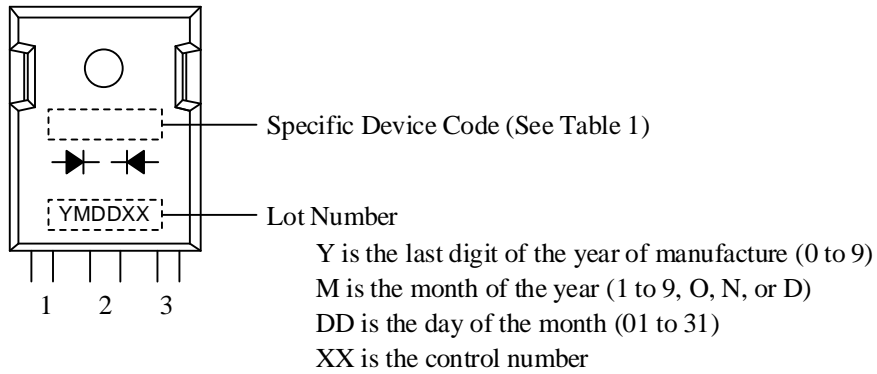 Specific Device Code (See Table 1)
YMDDXX
Lot Number
Y is the last digit of the year of manufacture (0 to 9)
M is the month of the year (1 to 9, O, N, or D)
DD is the day of the month (01 to 31)
XX is the control number
1 2 3